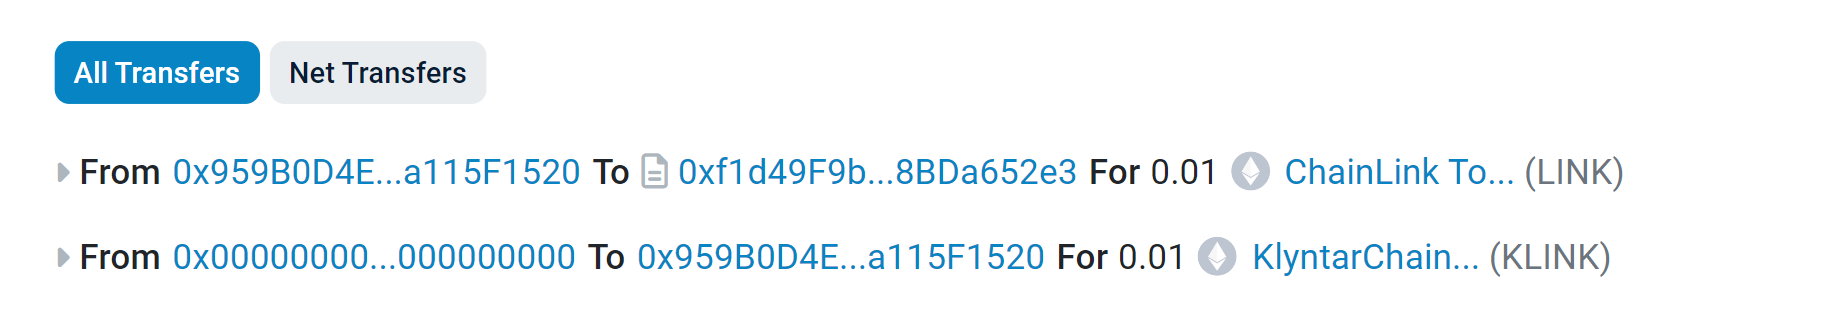 All Transfers Net Transfers
From 0x959B0D4E...a115F1520 To 0xf1d49F9b...8BDa652e3 For 0.01 ChainLink To... (LINK)
From 0x00000000...000000000 To 0x959B0D4E...a115F1520 For 0.01 KlyntarChain... (KLINK)